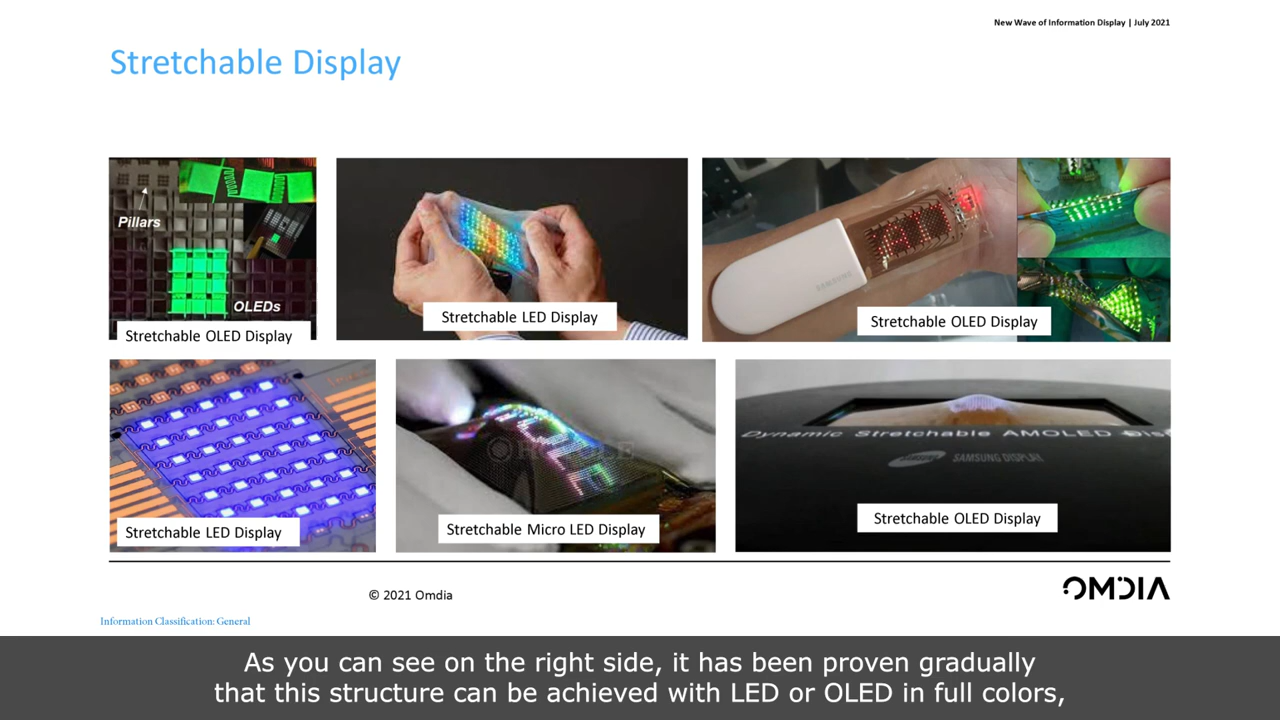 New Wave of Information Display | July 2021
Stretchable Display
Pillars
OLEDs
Stretchable OLED Display
Stretchable LED Display
SAMSUNG
Stretchable OLED Display
Stretchable LED Display
Stretchable Micro LED Display
Dynamic Stretchable AMOLED
SAMSUNG DISPLAY
Stretchable OLED Display
© 2021 Omdia
OMDIA
Information Classification: General
As you can see on the right side, it has been proven gradually
that this structure can be achieved with LED or OLED in full colors,